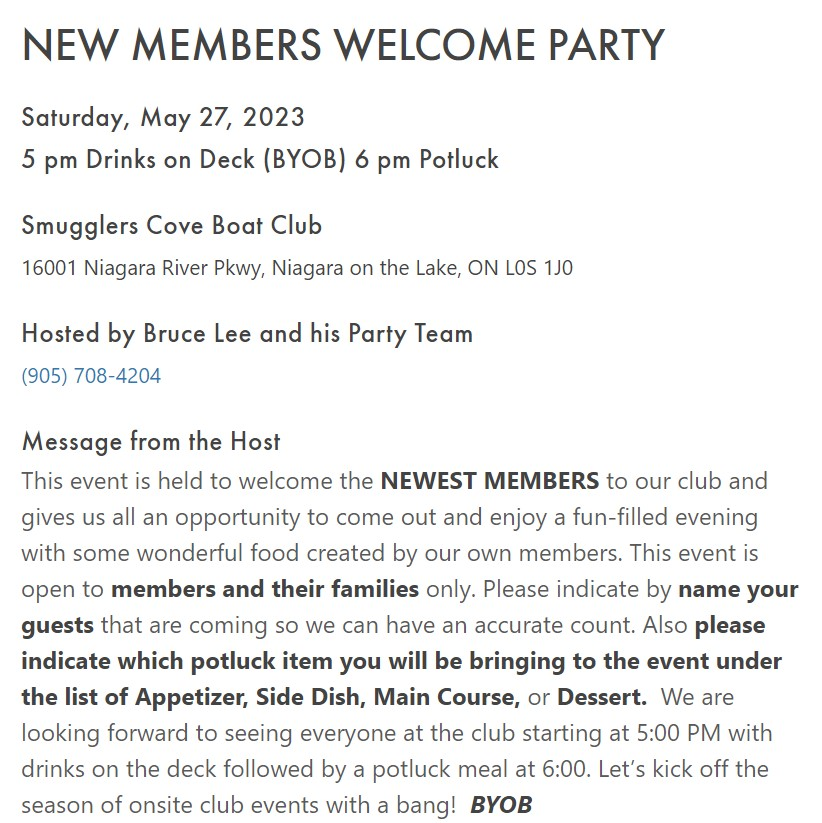 NEW MEMBERS WELCOME PARTY
Saturday, May 27, 2023
5 pm Drinks on Deck (BYOB) 6 pm Potluck
Smugglers Cove Boat Club
16001 Niagara River Pkwy, Niagara on the Lake, ON L0S 1J0
Hosted by Bruce Lee and his Party Team
(905) 708-4204
Message from the Host
This event is held to welcome the NEWEST MEMBERS to our club and
gives us all an opportunity to come out and enjoy a fun-filled evening
with some wonderful food created by our own members. This event is
open to members and their families only. Please indicate by name your
guests that are coming so we can have an accurate count. Also please
indicate which potluck item you will be bringing to the event under
the list of Appetizer, Side Dish, Main Course, or Dessert.  We are
looking forward to seeing everyone at the club starting at 5:00 PM with
drinks on the deck followed by a potluck meal at 6:00. Let’s kick off the
season of onsite club events with a bang!  BYOB